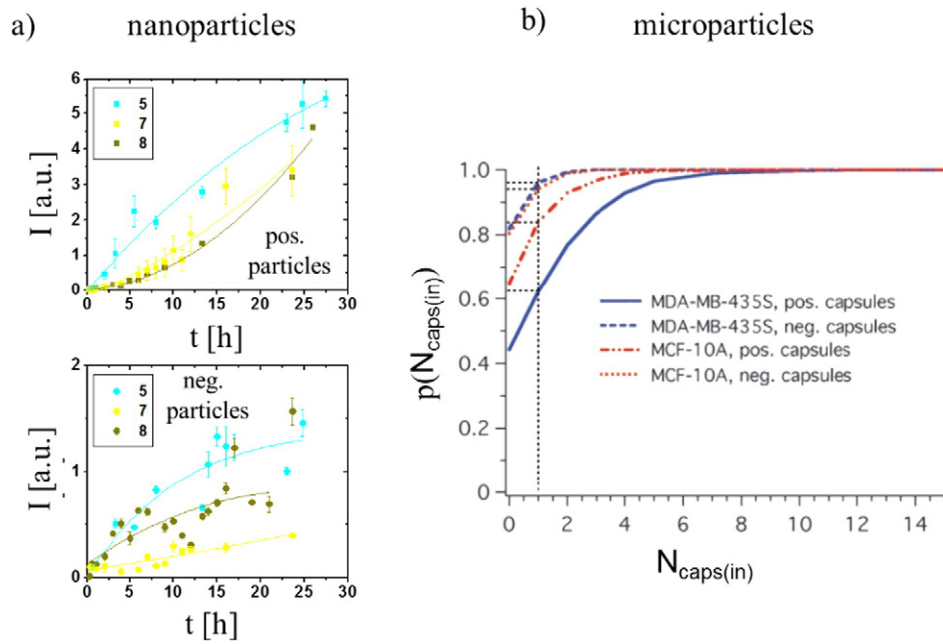 a)
nanoparticles
6
5
4
3
2
1
0
I [a.u.]
5
7
8
pos.
particles
0 5 10 15 20 25 30
t [h]
2
1
0
I [a.u.]
5
7
8
neg.
particles
0 5 10 15 20 25 30
t [h]
b)
microparticles
1.0
0.8
0.6
0.4
0.2
0
p(Ncaps(in))
MDA-MB-435S, pos. capsules
MDA-MB-435S, neg. capsules
MCF-10A, pos. capsules
MCF-10A, neg. capsules
0 2 4 6 8 10 12 14
Ncaps(in)